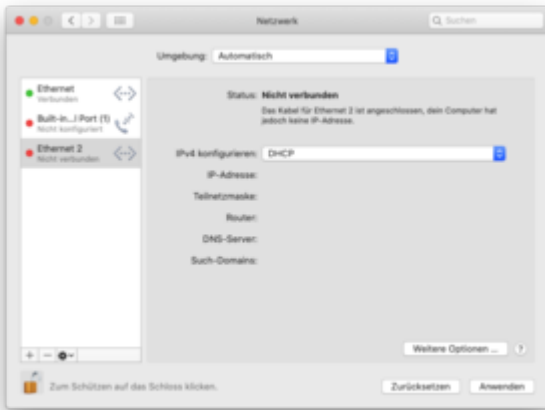 Netzwerk
Suchen
Umgebung: Automatisch
Ethernet
Verbunden
Built-in...l Port (1)
Nicht konfiguriert
Ethernet 2
Nicht verbunden
Status: Nicht verbunden
Das Kabel für Ethernet 2 ist angeschlossen, dein Computer hat
jedoch keine IP-Adresse.
IPv4 konfigurieren: DHCP
IP-Adresse:
Teilnetzmaske:
Router:
DNS-Server:
Such-Domains:
Weitere Optionen ...
?
Zum Schützen auf das Schloss klicken.
Zurücksetzen
Anwenden